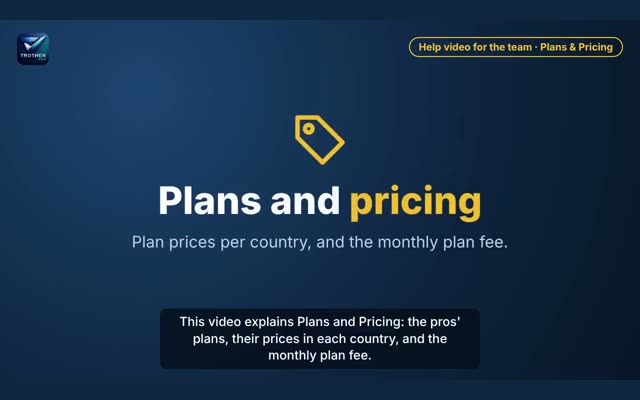 TROTHEN
Help video for the team · Plans & Pricing
Plans and pricing
Plan prices per country, and the monthly plan fee.
This video explains Plans and Pricing: the pros'
plans, their prices in each country, and the
monthly plan fee.